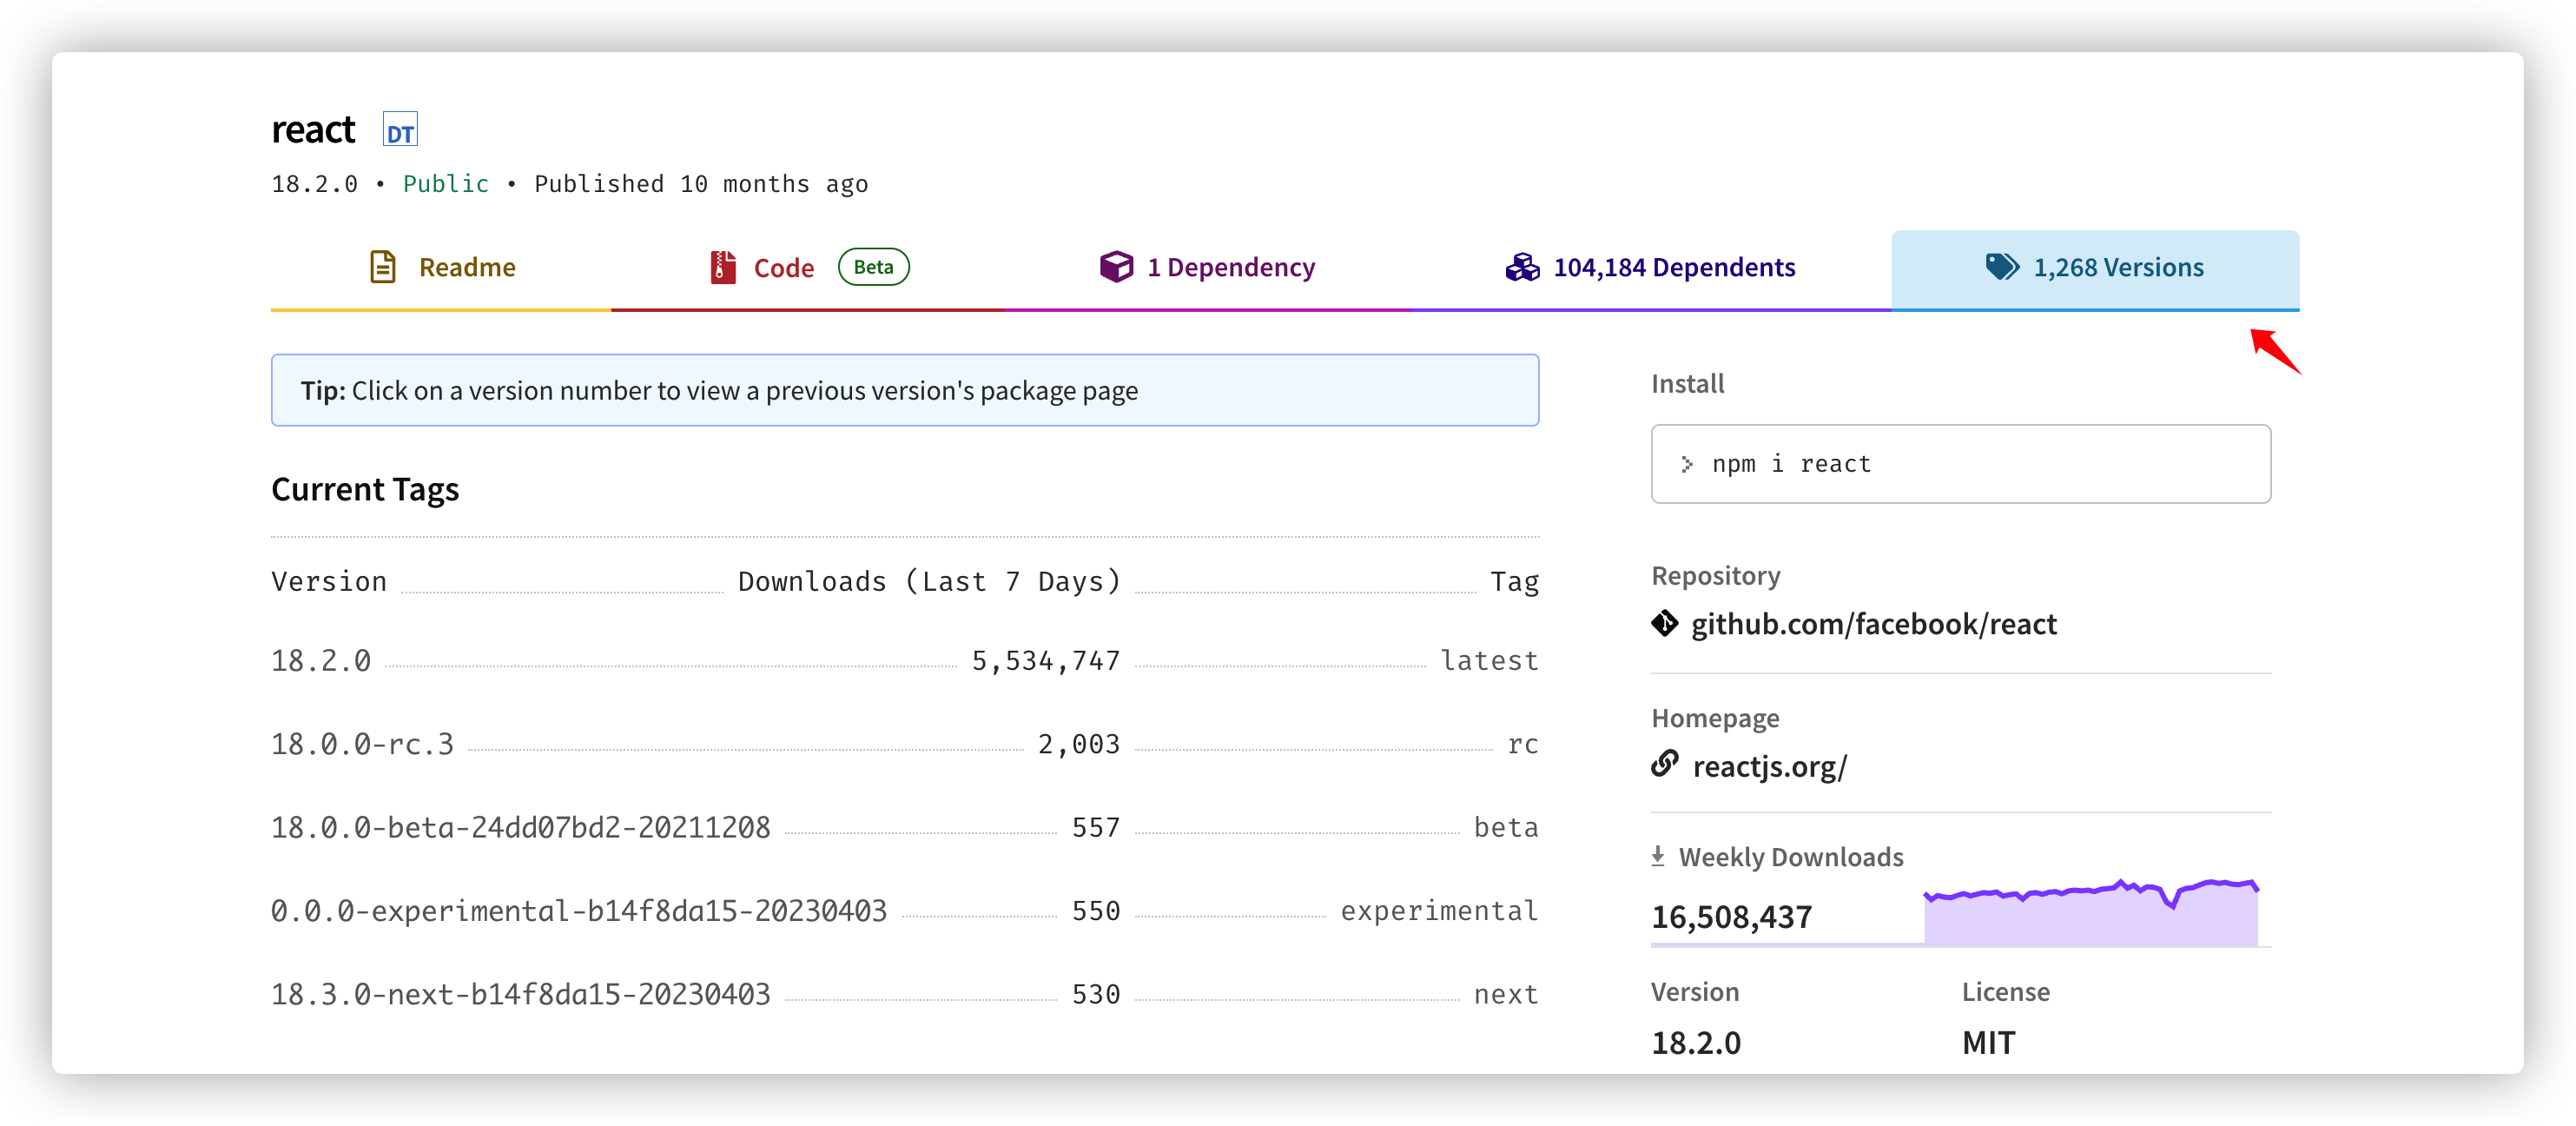 react DT
18.2.0 • Public • Published 10 months ago
Readme
Code Beta
1 Dependency
104,184 Dependents
1,268 Versions
Tip: Click on a version number to view a previous version's package page
Current Tags
Version Downloads (Last 7 Days) Tag
18.2.0 5,534,747 latest
18.0.0-rc.3 2,003 rc
18.0.0-beta-24dd07bd2-20211208 557 beta
0.0.0-experimental-b14f8da15-20230403 550 experimental
18.3.0-next-b14f8da15-20230403 530 next
Install
> npm i react
Repository
github.com/facebook/react
Homepage
reactjs.org/
Weekly Downloads
16,508,437
Version License
18.2.0 MIT